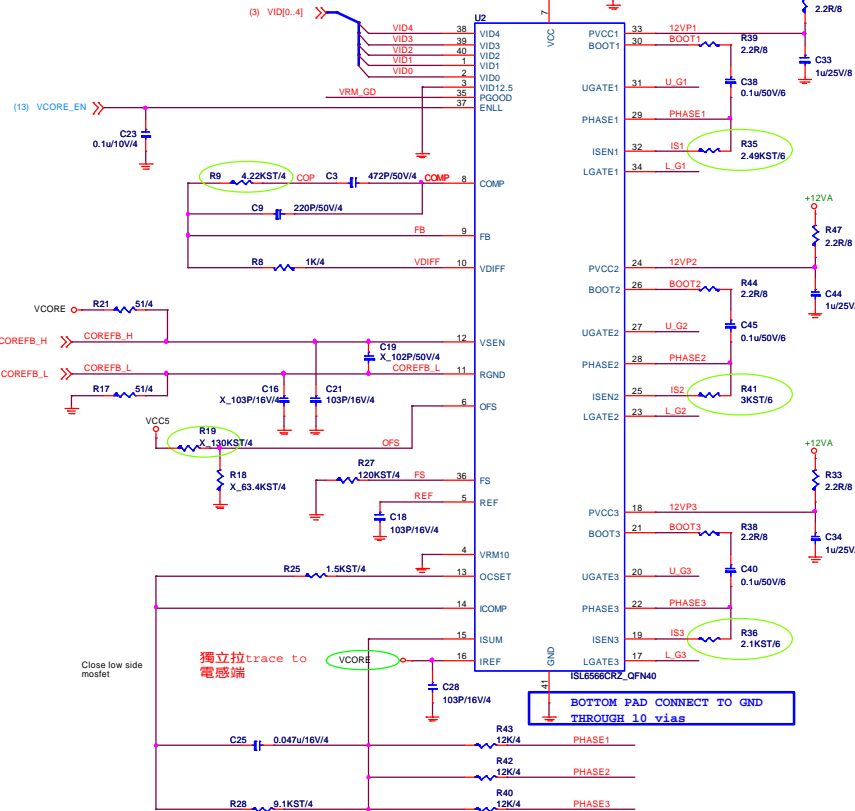 (3) VID[0..4]
U2
7
VCC
2.2R/8
VID4 38 VID4
VID3 39 VID3
VID2 40 VID2
VID1 1 VID1
VID0 2 VID0
3 VID12.5
VRM_GD 35 PGOOD
(13) VCORE_EN 37 ENLL
C23
0.1u/10V/4
PVCC1 33 12VP1
BOOT1 30 BOOT1
R39
2.2R/8
C33
1u/25V/8
UGATE1 31 U_G1
C38
0.1u/50V/6
PHASE1 29 PHASE1
ISEN1 32 IS1
R35
2.49KST/6
LGATE1 34 L_G1
R9 4.22KST/4 COP C3 472P/50V/4 COMP 8 COMP
C9 220P/50V/4
FB 9 FB
R8 1K/4 VDIFF 10 VDIFF
+12VA
R47
2.2R/8
PVCC2 24 12VP2
BOOT2 26 BOOT2
R44
2.2R/8
C44
1u/25V
UGATE2 27 U_G2
C45
0.1u/50V/6
PHASE2 28 PHASE2
ISEN2 25 IS2
R41
3KST/6
LGATE2 23 L_G2
VCORE R21 51/4
COREFB_H COREFB_H 12 VSEN
C19
X_102P/50V/4
COREFB_L COREFB_L COREFB_L 11 RGND
R17 51/4
C16
X_103P/16V/4
C21
103P/16V/4
6 OFS
VCC5
R19
X_130KST/4
OFS
R18
X_63.4KST/4
R27
120KST/4
FS 36 FS
REF 5 REF
C18
103P/16V/4
+12VA
R33
2.2R/8
PVCC3 18 12VP3
BOOT3 21 BOOT3
R38
2.2R/8
C34
1u/25V
UGATE3 20 U_G3
C40
0.1u/50V/6
PHASE3 22 PHASE3
ISEN3 19 IS3
R36
2.1KST/6
LGATE3 17 L_G3
4 VRM10
R25 1.5KST/4 13 OCSET
14 ICOMP
15 ISUM
VCORE 16 IREF
C28
103P/16V/4
GND
41
ISL6566CRZ_QFN40
Close low side
mosfet
獨立拉trace to
電感端
BOTTOM PAD CONNECT TO GND
THROUGH 10 vias
C25 0.047u/16V/4
R43
12K/4 PHASE1
R42
12K/4 PHASE2
R28 9.1KST/4
R40
12K/4 PHASE3